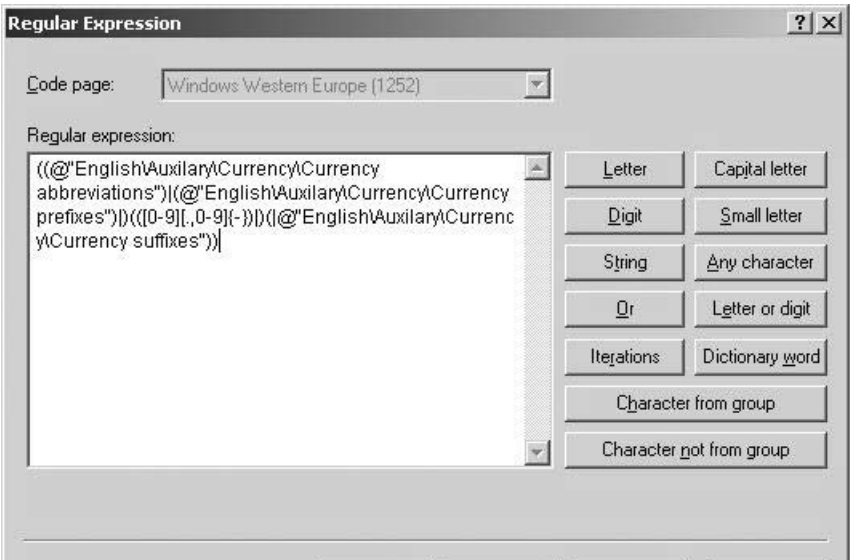 Regular Expression
Code page:
Windows Western Europe (1252)
Regular expression:
((@"English\Auxilary\Currency\Currency
abbreviations")|(@"English\Auxilary\Currency\Currency
prefixes")|)(([0-9][.,0-9]{-})|)(|@"English\Auxilary\Currenc
y\Currency suffixes"))
Letter
Capital letter
Digit
Small letter
String
Any character
Or
Letter or digit
Iterations
Dictionary word
Character from group
Character not from group